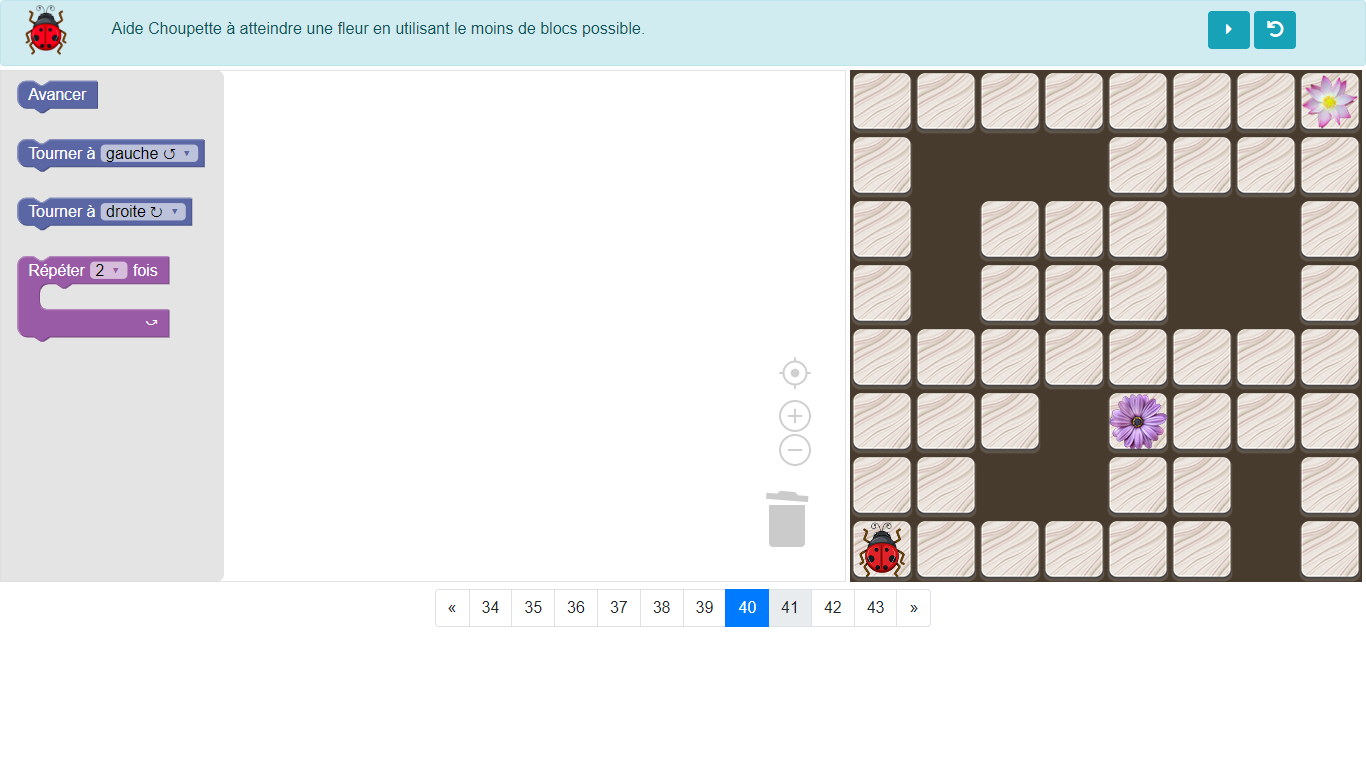 Aide Choupette à atteindre une fleur en utilisant le moins de blocs possible.
Avancer
Tourner à gauche ↺ ▾
Tourner à droite ↻ ▾
Répéter 2 ▾ fois
« 34 35 36 37 38 39 40 41 42 43 »